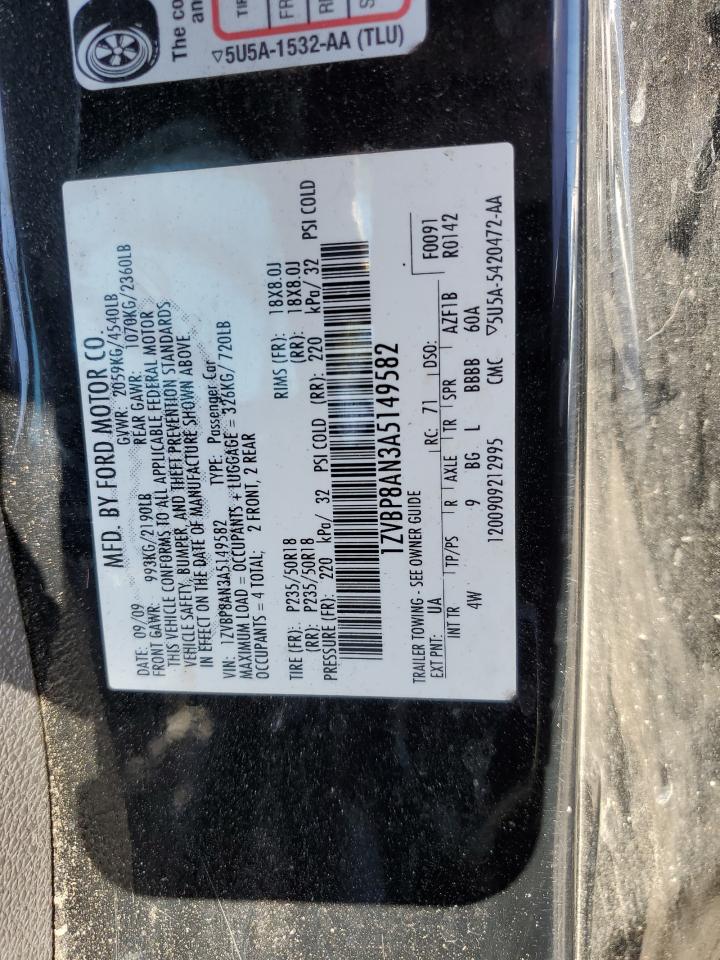 The co
an
TIR
FR
RE
S
▽5U5A-1532-AA (TLU)
MFD. BY FORD MOTOR CO.
DATE: 09/09 GVWR: 2059KG/4540LB
FRONT GAWR: 993KG/2190LB REAR GAWR: 1070KG/2360LB
THIS VEHICLE CONFORMS TO ALL APPLICABLE FEDERAL MOTOR
VEHICLE SAFETY, BUMPER, AND THEFT PREVENTION STANDARDS
IN EFFECT ON THE DATE OF MANUFACTURE SHOWN ABOVE
VIN: 1ZVBP8AN3A5149582 TYPE: Passenger Car
MAXIMUM LOAD = OCCUPANTS + LUGGAGE = 326KG/ 720LB
OCCUPANTS = 4 TOTAL; 2 FRONT, 2 REAR
TIRE (FR): P235/50R18 RIMS (FR): 18X8.0J
(RR): P235/50R18 (RR): 18X8.0J
PRESSURE (FR): 220 kPa/ 32 PSI COLD (RR): 220 kPa/ 32 PSI COLD
1ZVBP8AN3A5149582
TRAILER TOWING - SEE OWNER GUIDE F0091
EXT PNT: UA RC: 71 DSO: R0142
INT TR TP/PS R AXLE TR SPR AZF1B
4W 9 BG L BBBB 60A
1200909212995 CMC ▽5U5A-5420472-AA